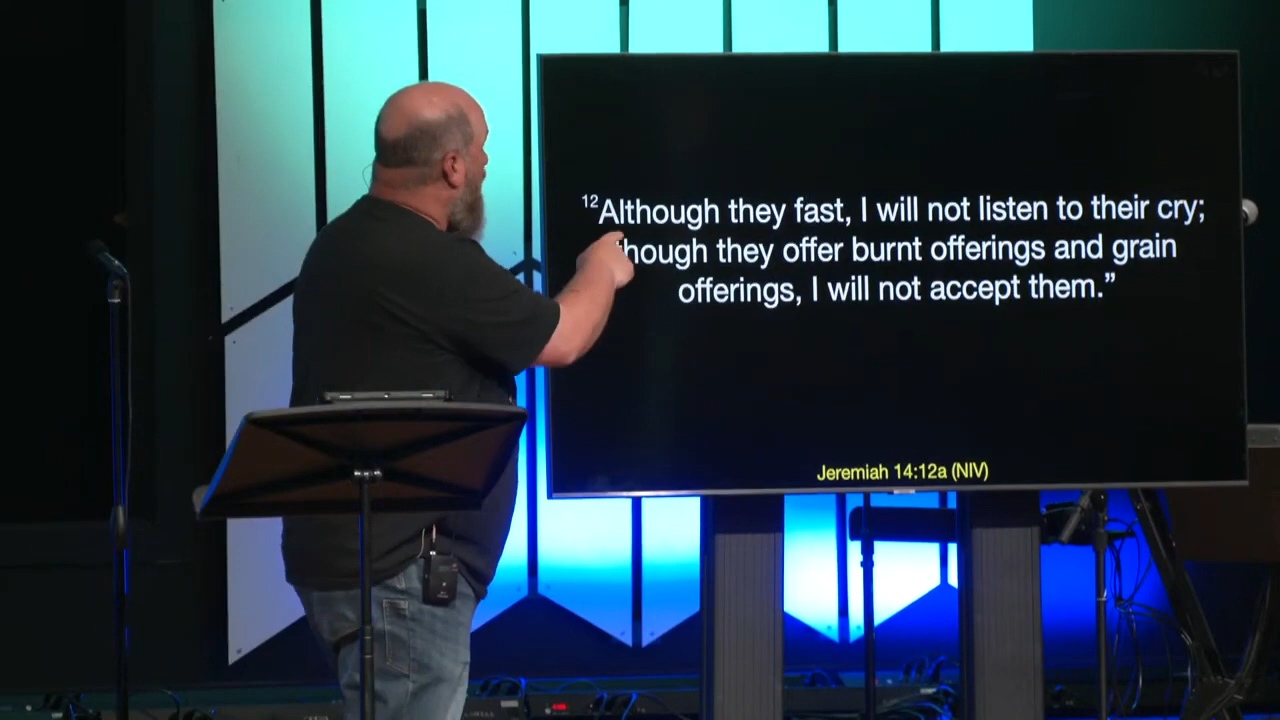 12Although they fast, I will not listen to their cry;
though they offer burnt offerings and grain
offerings, I will not accept them.”
Jeremiah 14:12a (NIV)